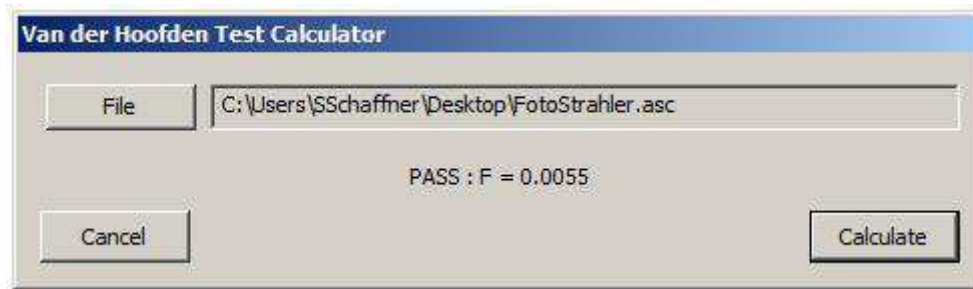 Van der Hoofden Test Calculator
File
C:\Users\SSchaffner\Desktop\FotoStrahler.asc
PASS : F = 0.0055
Cancel
Calculate